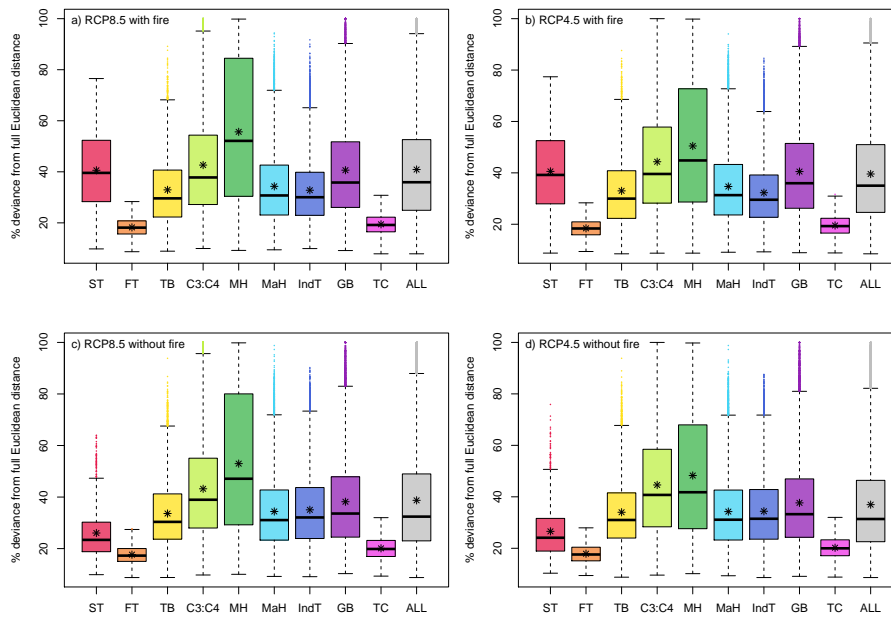 a) RCP8.5 with fire
% deviance from full Euclidean distance
100
80
60
40
20
ST FT TB C3:C4 MH MaH IndT GB TC ALL
b) RCP4.5 with fire
% deviance from full Euclidean distance
100
80
60
40
20
ST FT TB C3:C4 MH MaH IndT GB TC ALL
c) RCP8.5 without fire
% deviance from full Euclidean distance
100
80
60
40
20
ST FT TB C3:C4 MH MaH IndT GB TC ALL
d) RCP4.5 without fire
% deviance from full Euclidean distance
100
80
60
40
20
ST FT TB C3:C4 MH MaH IndT GB TC ALL